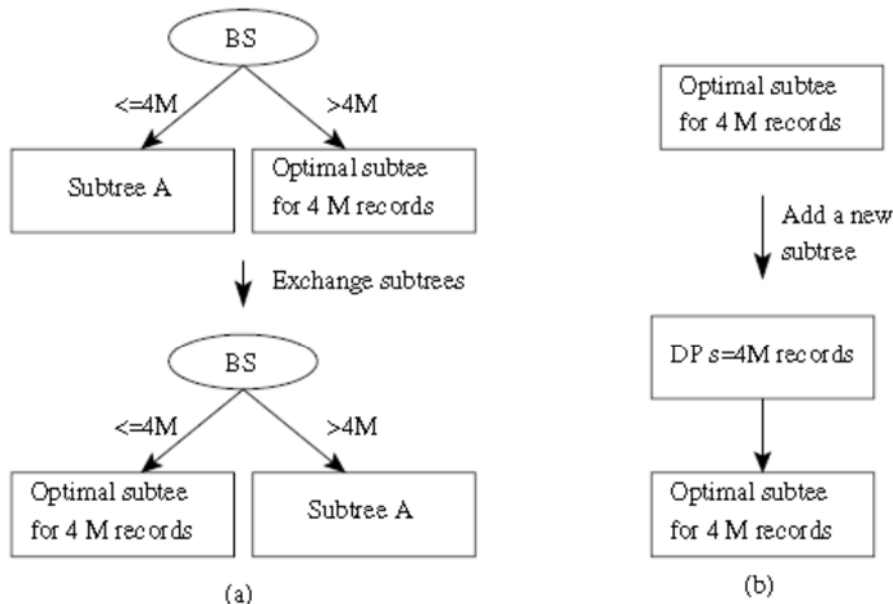 BS
<=4M >4M
Subtree A
Optimal subtee
for 4 M records
Exchange subtrees
BS
<=4M >4M
Optimal subtee
for 4 M records
Subtree A
(a)
Optimal subtee
for 4 M records
Add a new
subtree
DP s=4M records
Optimal subtee
for 4 M records
(b)